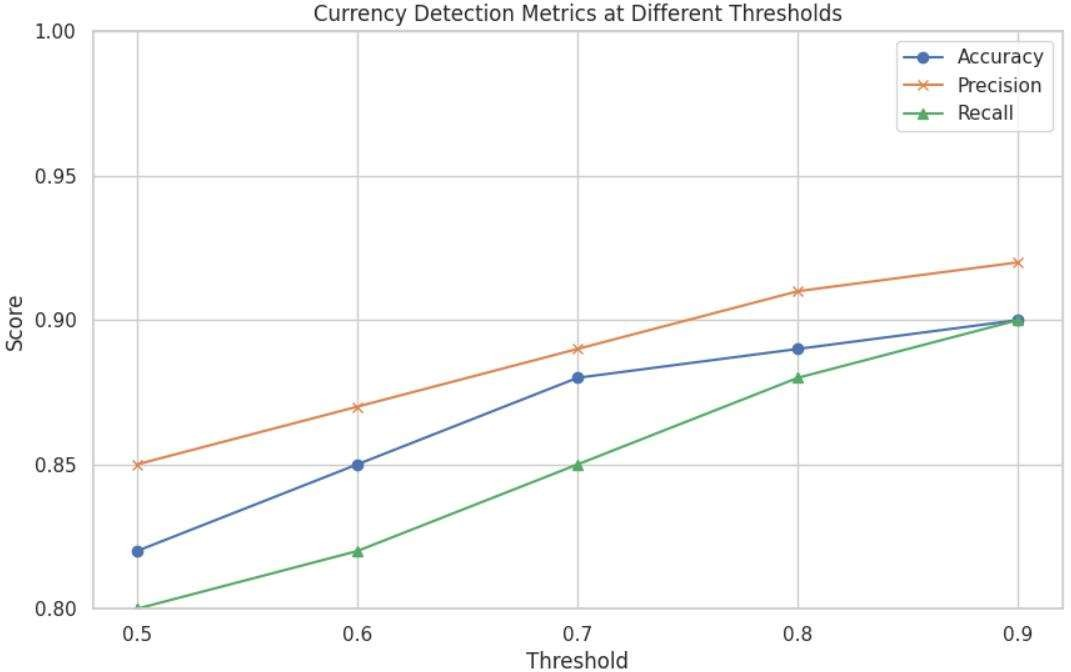 Currency Detection Metrics at Different Thresholds
1.00
0.95
0.90
0.85
0.80
Score
Accuracy
Precision
Recall
0.5 0.6 0.7 0.8 0.9
Threshold